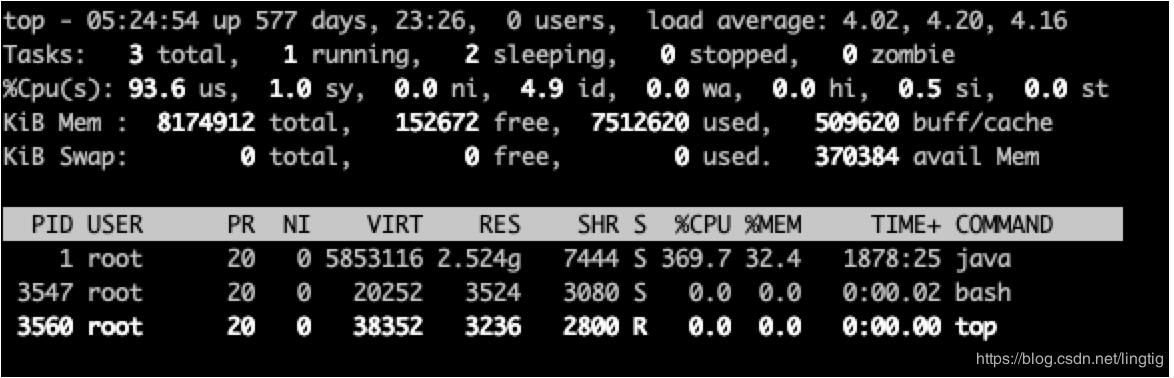 top - 05:24:54 up 577 days, 23:26,  0 users,  load average: 4.02, 4.20, 4.16
Tasks:   3 total,   1 running,   2 sleeping,   0 stopped,   0 zombie
%Cpu(s): 93.6 us,  1.0 sy,  0.0 ni,  4.9 id,  0.0 wa,  0.0 hi,  0.5 si,  0.0 st
KiB Mem :  8174912 total,   152672 free,  7512620 used,   509620 buff/cache
KiB Swap:        0 total,        0 free,        0 used.   370384 avail Mem
  PID USER      PR  NI    VIRT    RES    SHR S  %CPU %MEM     TIME+ COMMAND
    1 root      20   0 5853116 2.524g   7444 S 369.7 32.4   1878:25 java
 3547 root      20   0   20252   3524   3080 S   0.0  0.0   0:00.02 bash
 3560 root      20   0   38352   3236   2800 R   0.0  0.0   0:00.00 top
https://blog.csdn.net/lingtig